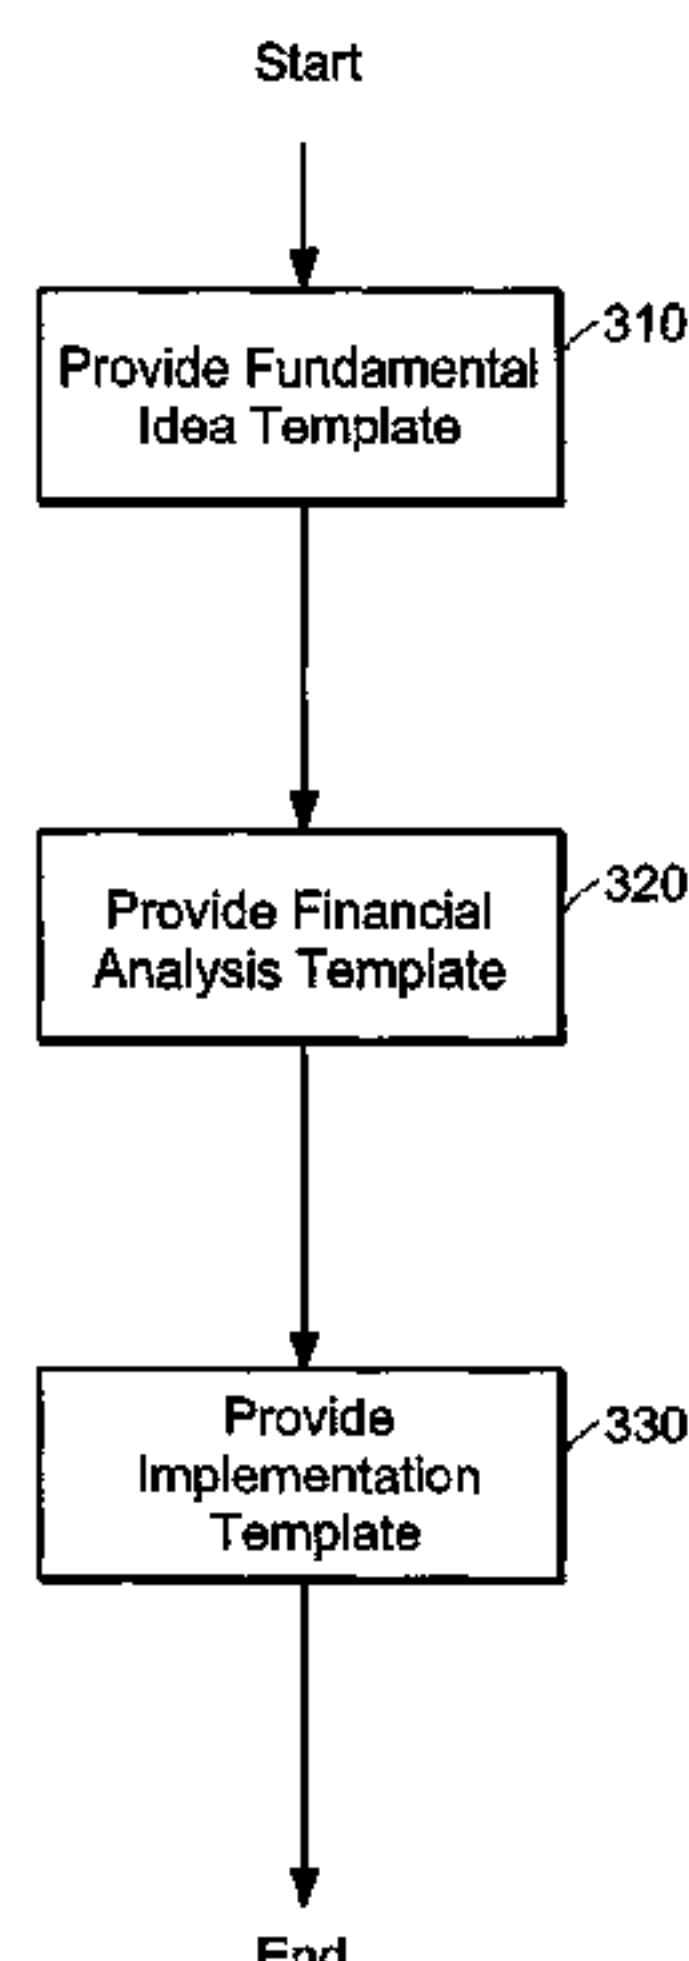 Start
310
Provide Fundamental
Idea Template
320
Provide Financial
Analysis Template
330
Provide
Implementation
Template
End